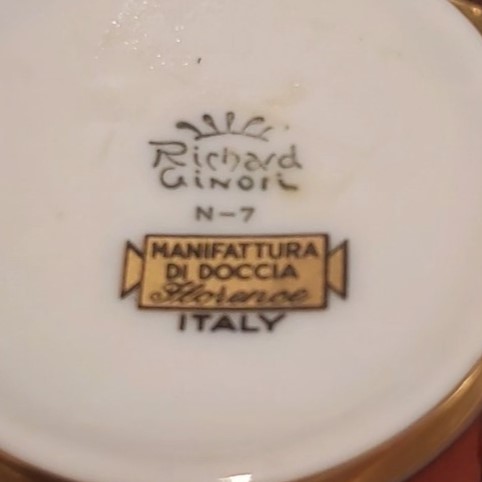 Richard
GINORI
N-7
MANIFATTURA
DI DOCCIA
Florence
ITALY